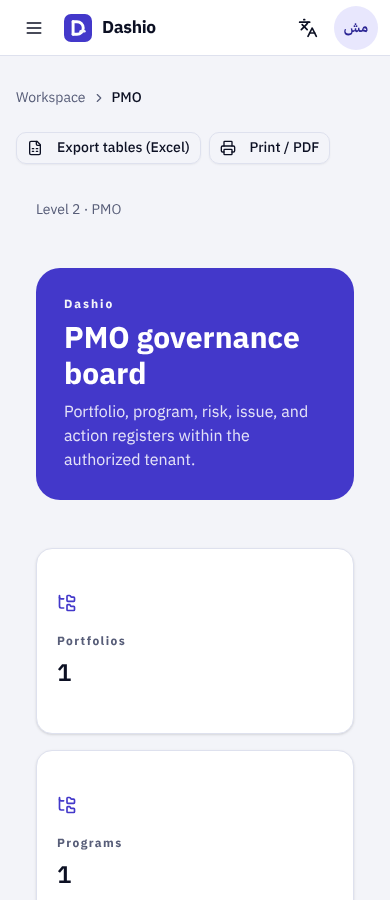 Dashio
مش
Workspace > PMO
Export tables (Excel)
Print / PDF
Level 2 · PMO
Dashio
PMO governance
board
Portfolio, program, risk, issue, and
action registers within the
authorized tenant.
Portfolios
1
Programs
1